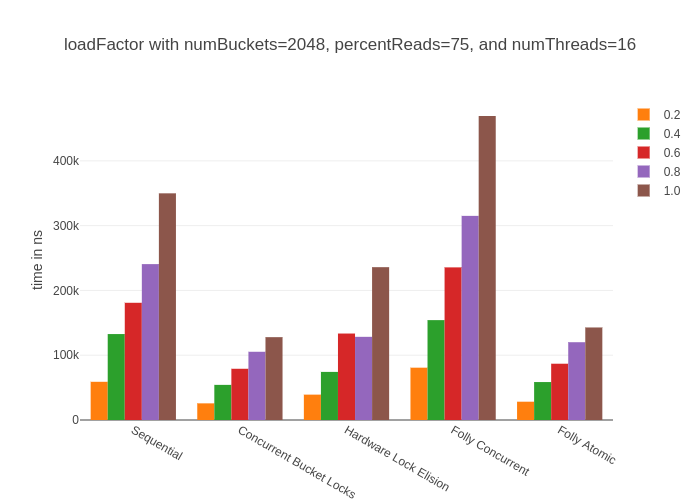 loadFactor with numBuckets=2048, percentReads=75, and numThreads=16
0.2
0.4
0.6
0.8
1.0
time in ns
400k
300k
200k
100k
0
Sequential
Concurrent Bucket Locks
Hardware Lock Elision
Folly Concurrent
Folly Atomic